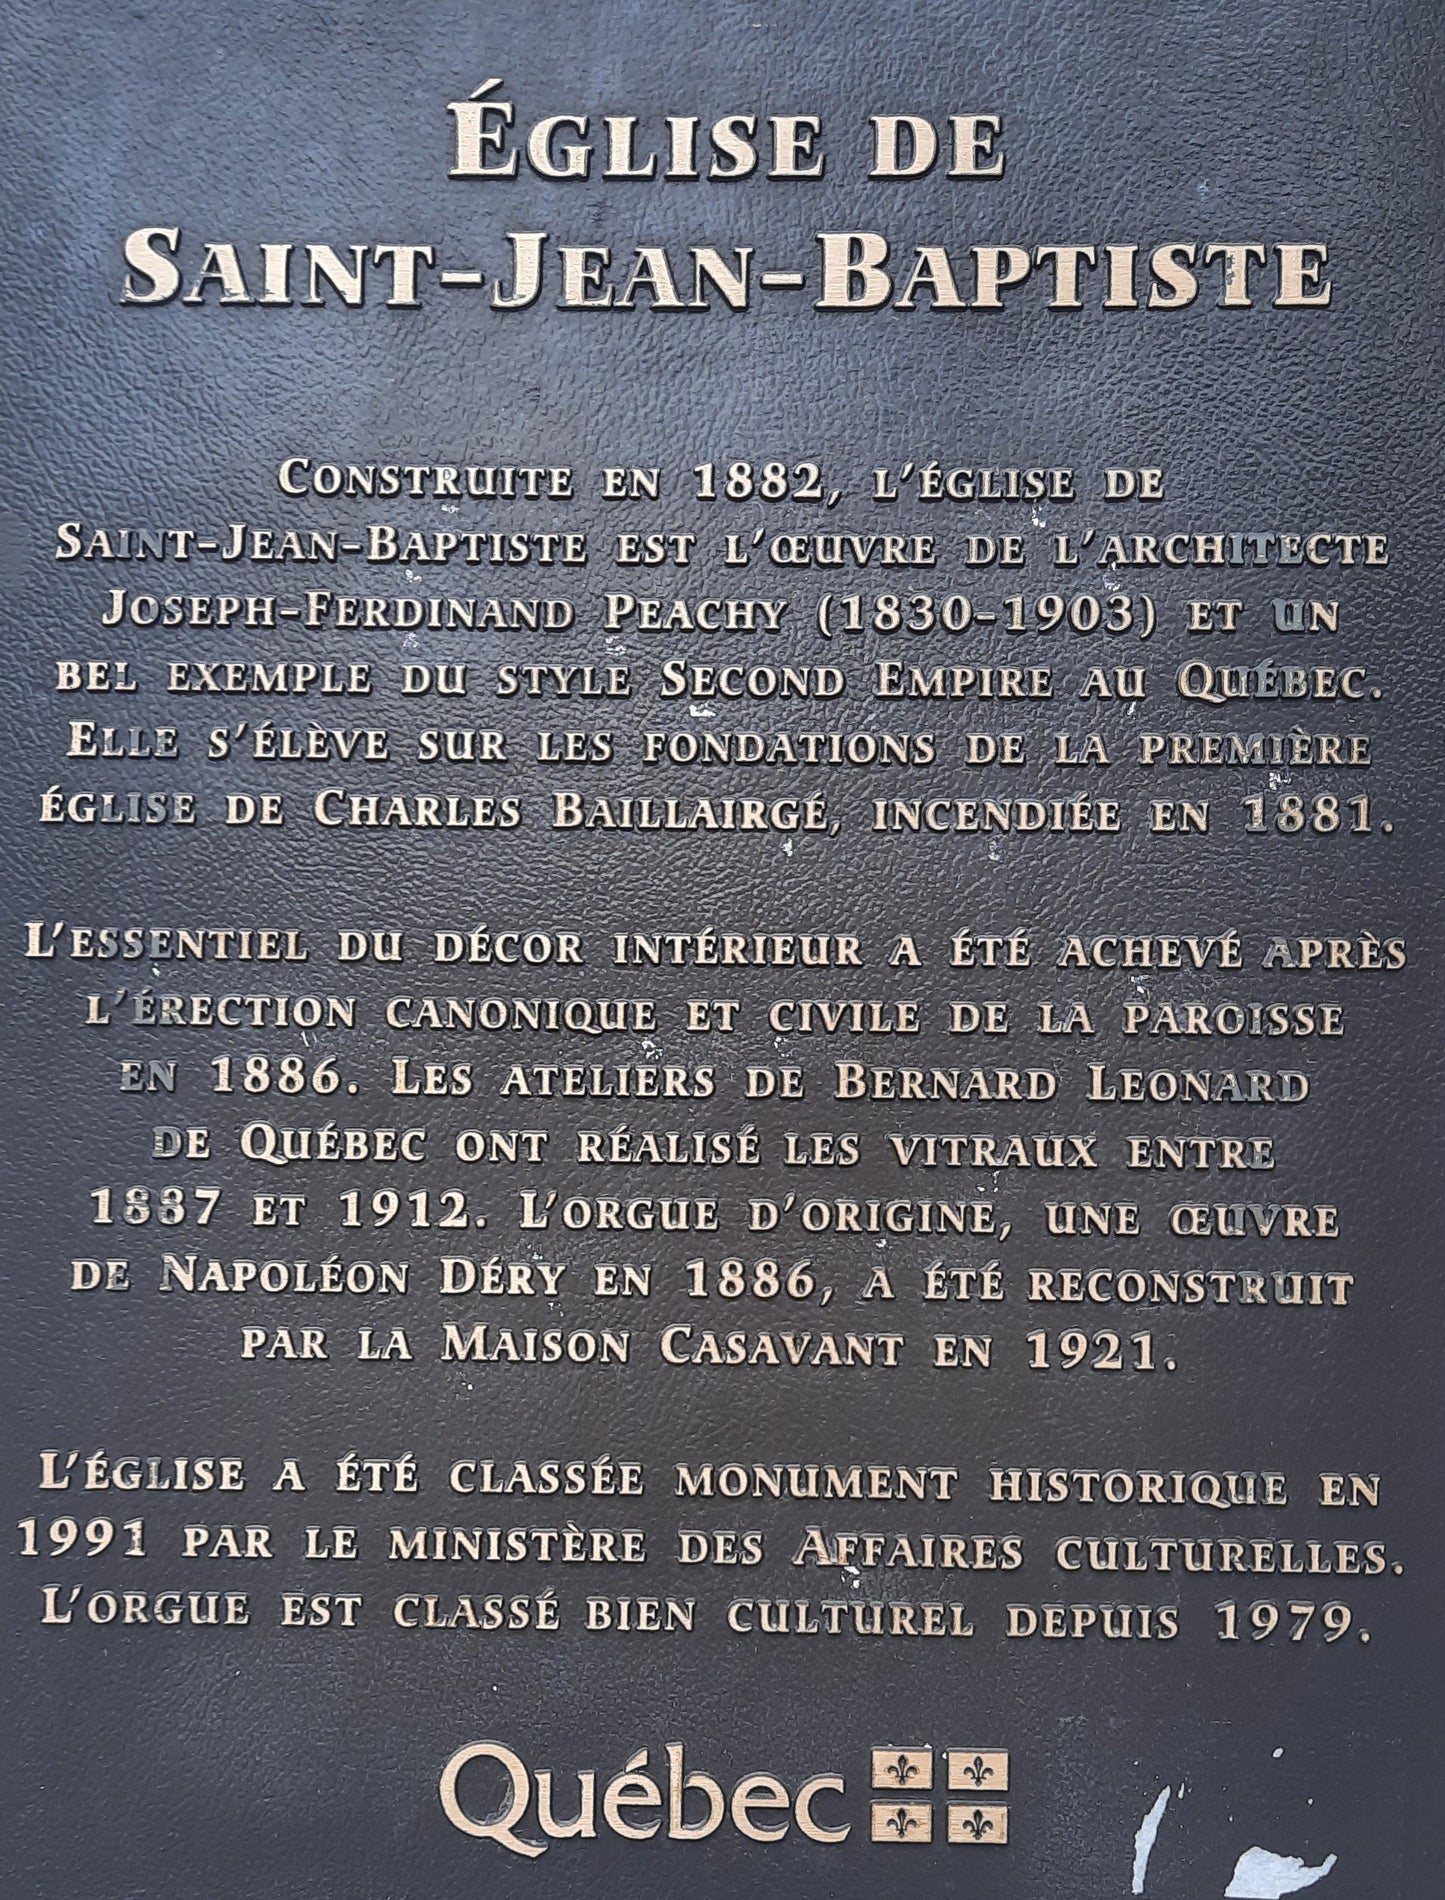 Église de
Saint-Jean-Baptiste
Construite en 1882, l'église de
Saint-Jean-Baptiste est l'œuvre de l'architecte
Joseph-Ferdinand Peachy (1830-1903) et un
bel exemple du style Second Empire au Québec.
Elle s'élève sur les fondations de la première
église de Charles Baillairgé, incendiée en 1881.
L'essentiel du décor intérieur a été achevé après
l'érection canonique et civile de la paroisse
en 1886. Les ateliers de Bernard Leonard
de Québec ont réalisé les vitraux entre
1887 et 1912. L'orgue d'origine, une œuvre
de Napoléon Déry en 1886, a été reconstruit
par la Maison Casavant en 1921.
L'église a été classée monument historique en
1991 par le ministère des Affaires culturelles.
L'orgue est classé bien culturel depuis 1979.
Québec